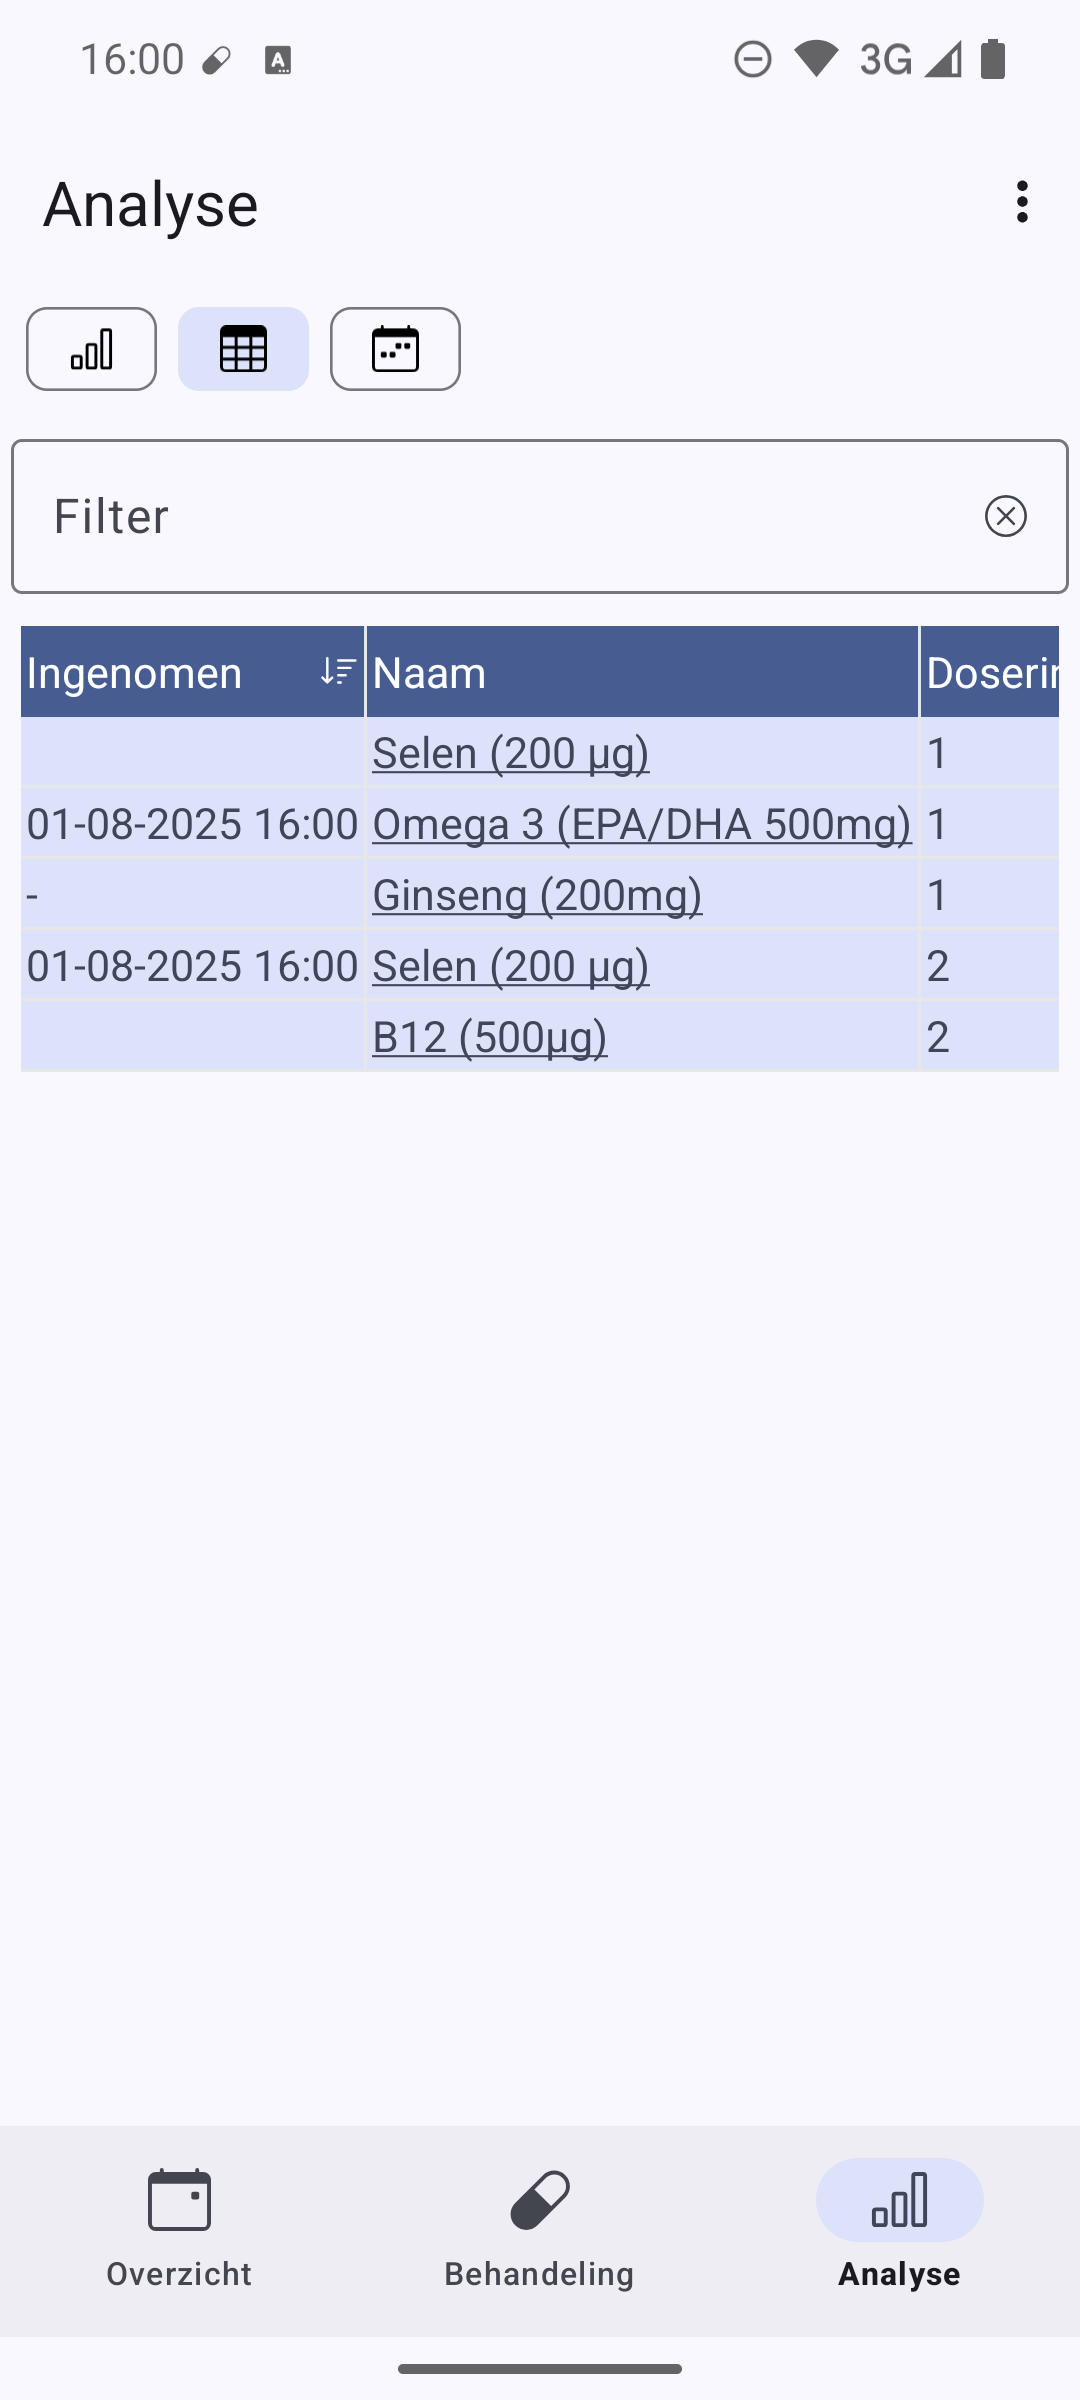 16:00 3G
Analyse
Filter
Ingenomen Naam Doserin
Selen (200 µg) 1
01-08-2025 16:00 Omega 3 (EPA/DHA 500mg) 1
- Ginseng (200mg) 1
01-08-2025 16:00 Selen (200 µg) 2
B12 (500µg) 2
Overzicht Behandeling Analyse